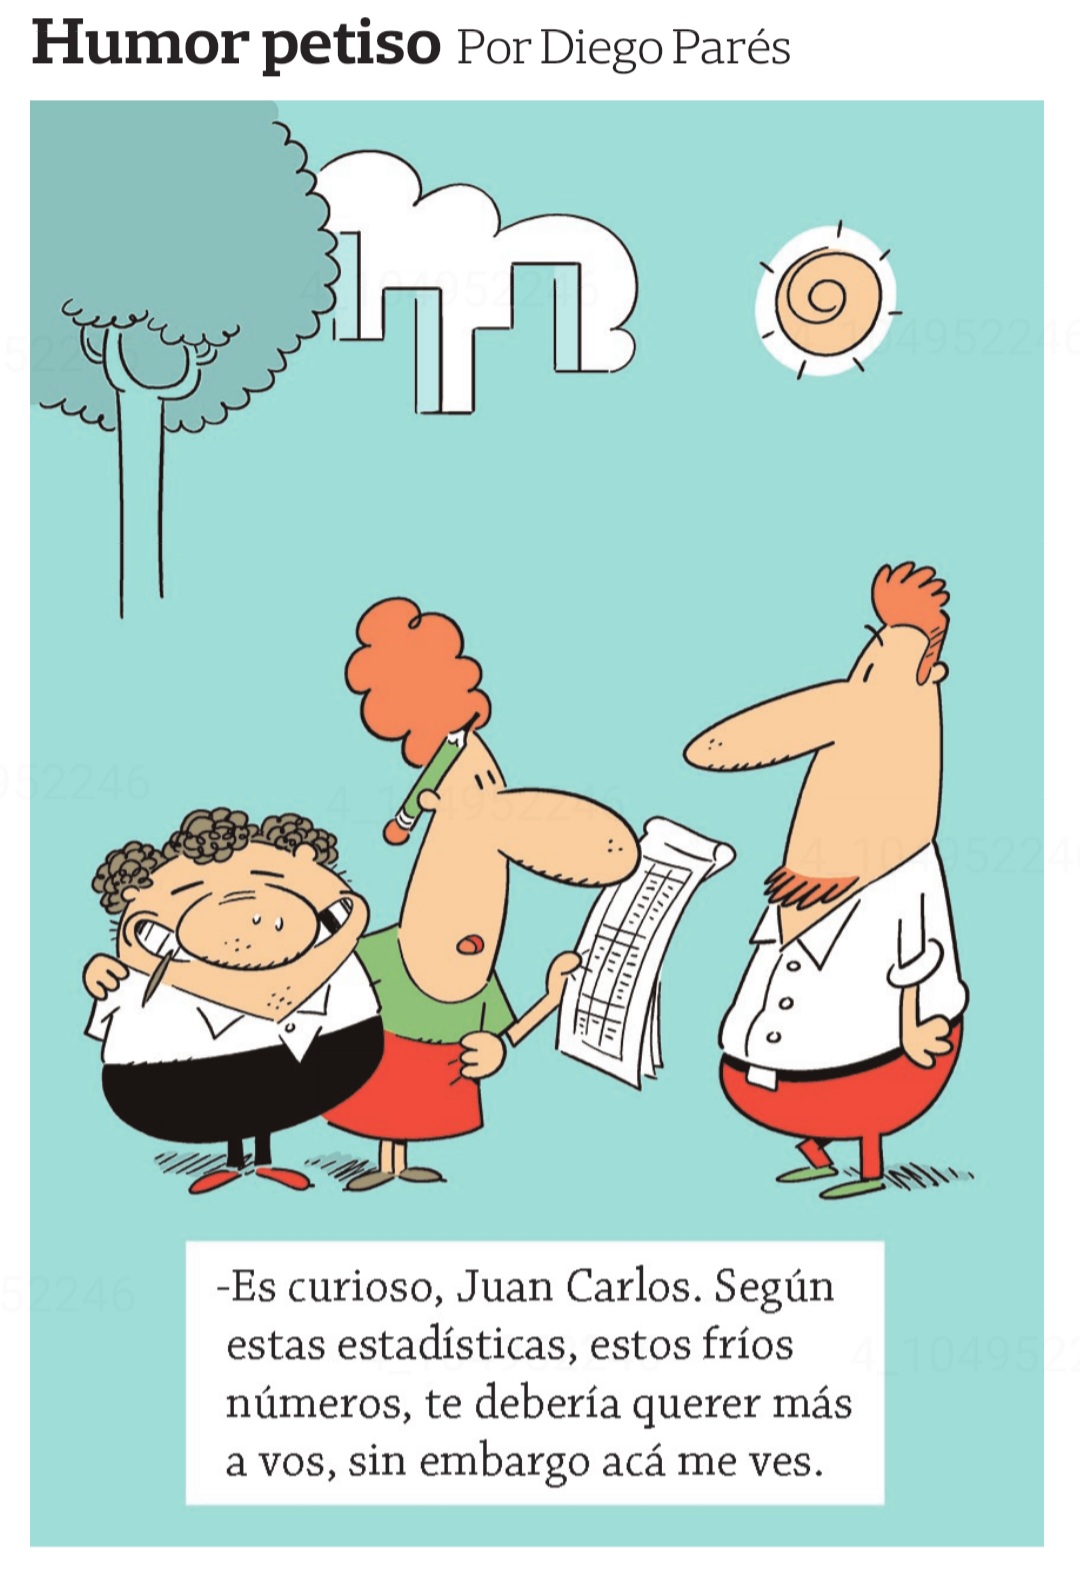 Humor petiso Por Diego Parés
-Es curioso, Juan Carlos. Según
estas estadísticas, estos fríos
números, te debería querer más
a vos, sin embargo acá me ves.